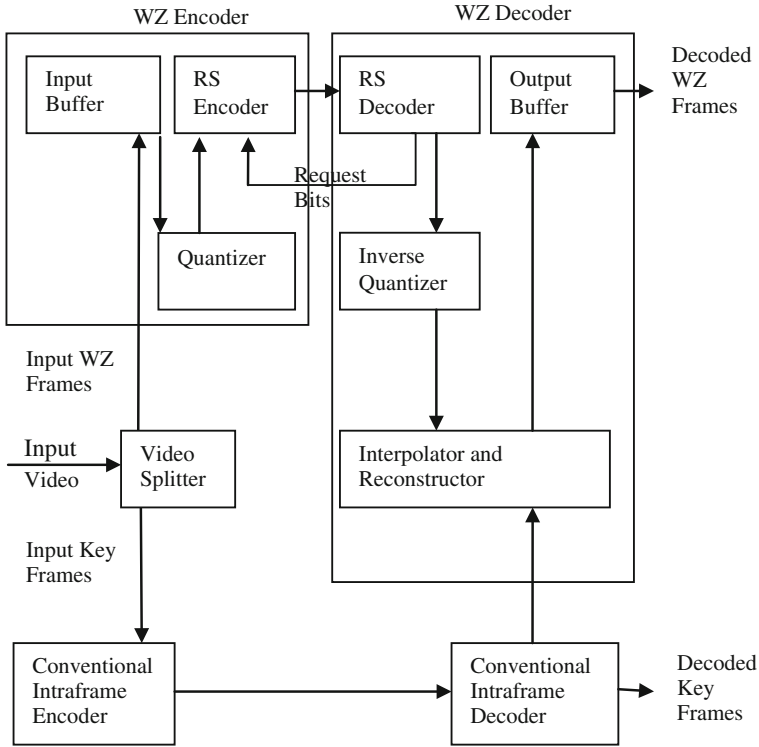 WZ Encoder
WZ Decoder
Input
Buffer
RS
Encoder
RS
Decoder
Output
Buffer
Decoded
WZ
Frames
Request
Bits
Quantizer
Inverse
Quantizer
Input WZ
Frames
Input
Video
Video
Splitter
Interpolator and
Reconstructor
Input Key
Frames
Conventional
Intraframe
Encoder
Conventional
Intraframe
Decoder
Decoded
Key
Frames